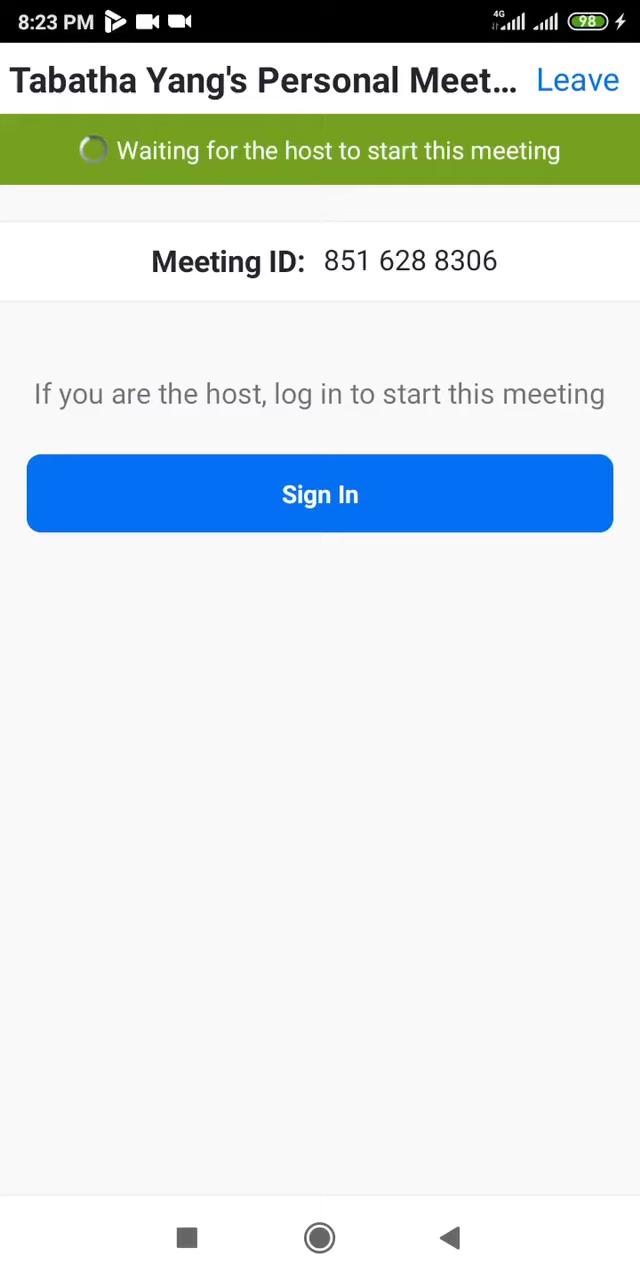 8:23 PM
4G
98
Tabatha Yang's Personal Meet... Leave
Waiting for the host to start this meeting
Meeting ID: 851 628 8306
If you are the host, log in to start this meeting
Sign In